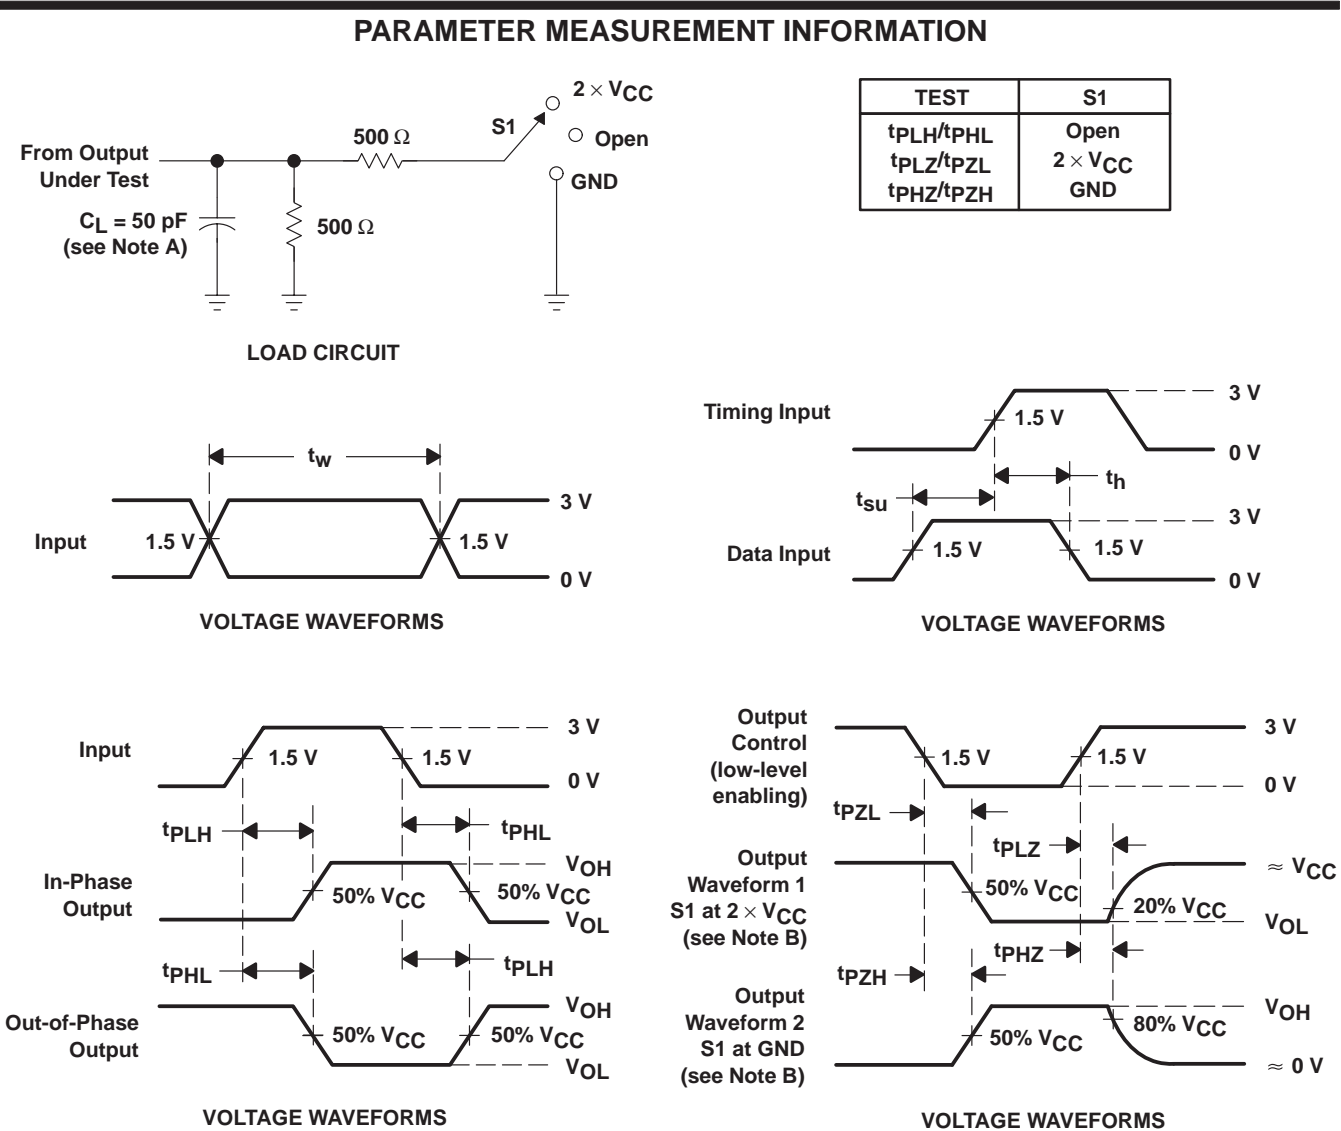 PARAMETER MEASUREMENT INFORMATION
2 × VCC
S1
Open
GND
500 Ω
From Output
Under Test
CL = 50 pF
(see Note A)
500 Ω
LOAD CIRCUIT
TEST S1
tPLH/tPHL Open
tPLZ/tPZL 2 × VCC
tPHZ/tPZH GND
tw
3 V
Input 1.5 V 1.5 V
0 V
VOLTAGE WAVEFORMS
3 V
Timing Input 1.5 V
0 V
th
tsu
3 V
Data Input 1.5 V 1.5 V
0 V
VOLTAGE WAVEFORMS
3 V
Input 1.5 V 1.5 V
0 V
tPLH tPHL
VOH
In-Phase
Output
50% VCC 50% VCC
VOL
tPHL tPLH
VOH
Out-of-Phase
Output
50% VCC 50% VCC
VOL
VOLTAGE WAVEFORMS
Output
Control
(low-level
enabling)
3 V
1.5 V 1.5 V
0 V
tPZL
tPLZ
Output
Waveform 1
S1 at 2 × VCC
(see Note B)
≈ VCC
50% VCC 20% VCC
VOL
tPHZ
tPZH
Output
Waveform 2
S1 at GND
(see Note B)
VOH
50% VCC 80% VCC
≈ 0 V
VOLTAGE WAVEFORMS